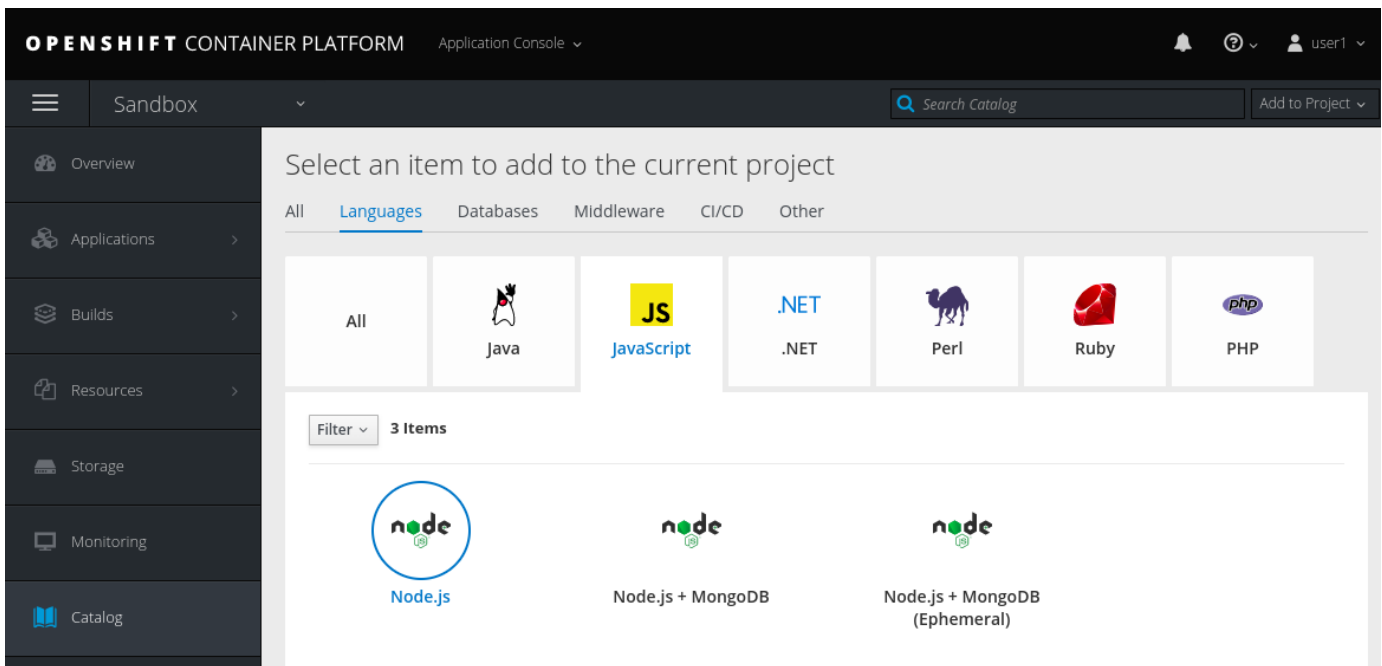 OPENSHIFT CONTAINER PLATFORM Application Console user1
Sandbox Search Catalog Add to Project
Overview
Applications
Builds
Resources
Storage
Monitoring
Catalog
Select an item to add to the current project
All Languages Databases Middleware CI/CD Other
JS .NET php
All Java JavaScript .NET Perl Ruby PHP
Filter 3 Items
node node node
JS JS JS
Node.js Node.js + MongoDB Node.js + MongoDB
(Ephemeral)